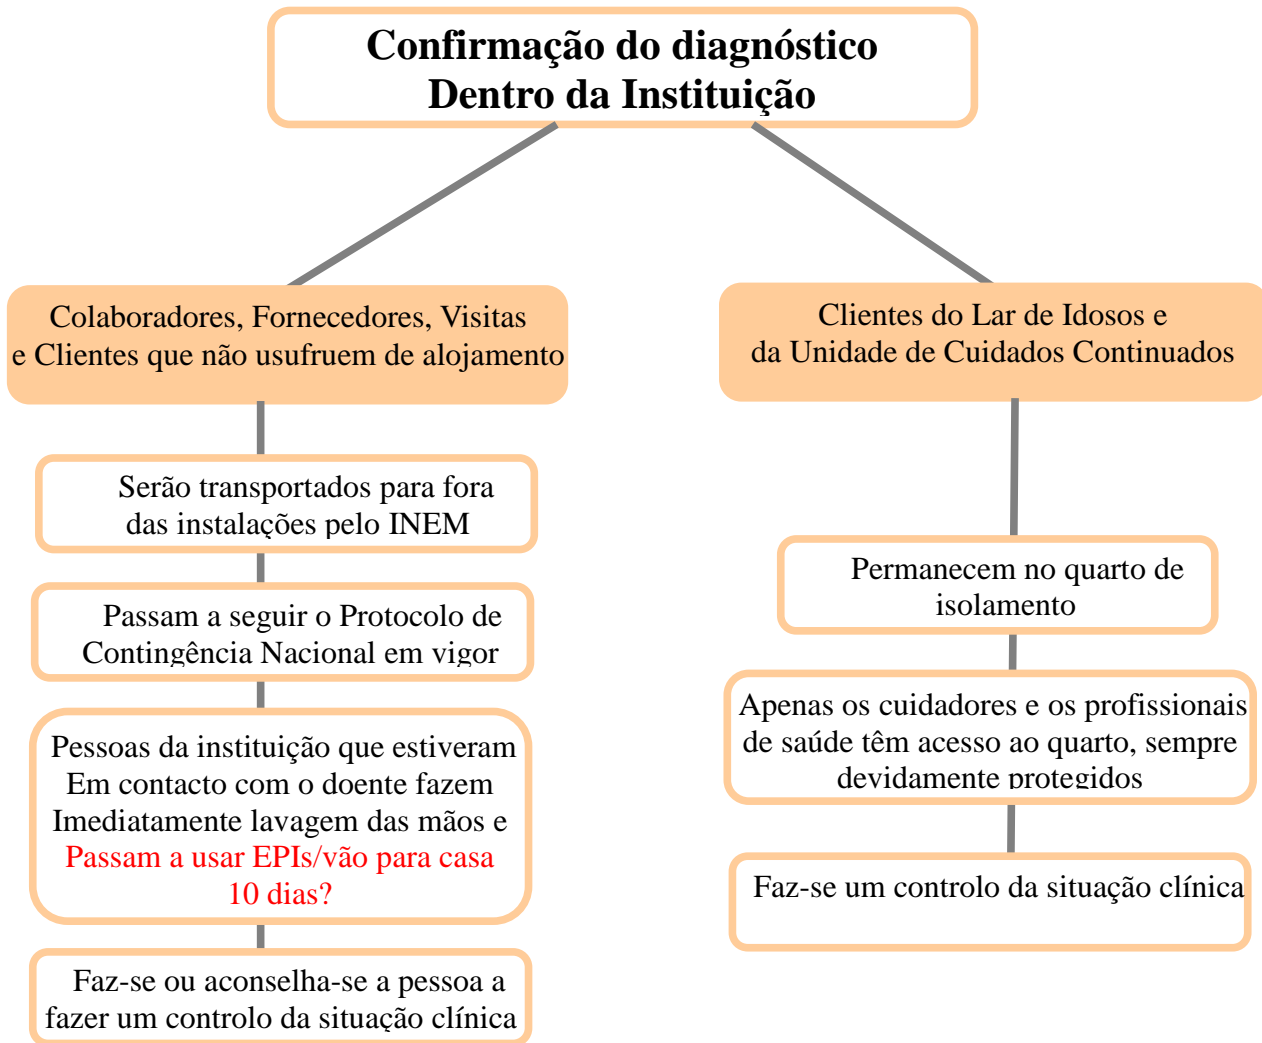 Confirmação do diagnóstico
Dentro da Instituição
Colaboradores, Fornecedores, Visitas
e Clientes que não usufruem de alojamento
Serão transportados para fora
das instalações pelo INEM
Passam a seguir o Protocolo de
Contingência Nacional em vigor
Pessoas da instituição que estiveram
Em contacto com o doente fazem
Imediatamente lavagem das mãos e
Passam a usar EPIs/vão para casa
10 dias?
Faz-se ou aconselha-se a pessoa a
fazer um controlo da situação clínica
Clientes do Lar de Idosos e
da Unidade de Cuidados Continuados
Permanecem no quarto de
isolamento
Apenas os cuidadores e os profissionais
de saúde têm acesso ao quarto, sempre
devidamente protegidos
Faz-se um controlo da situação clínica